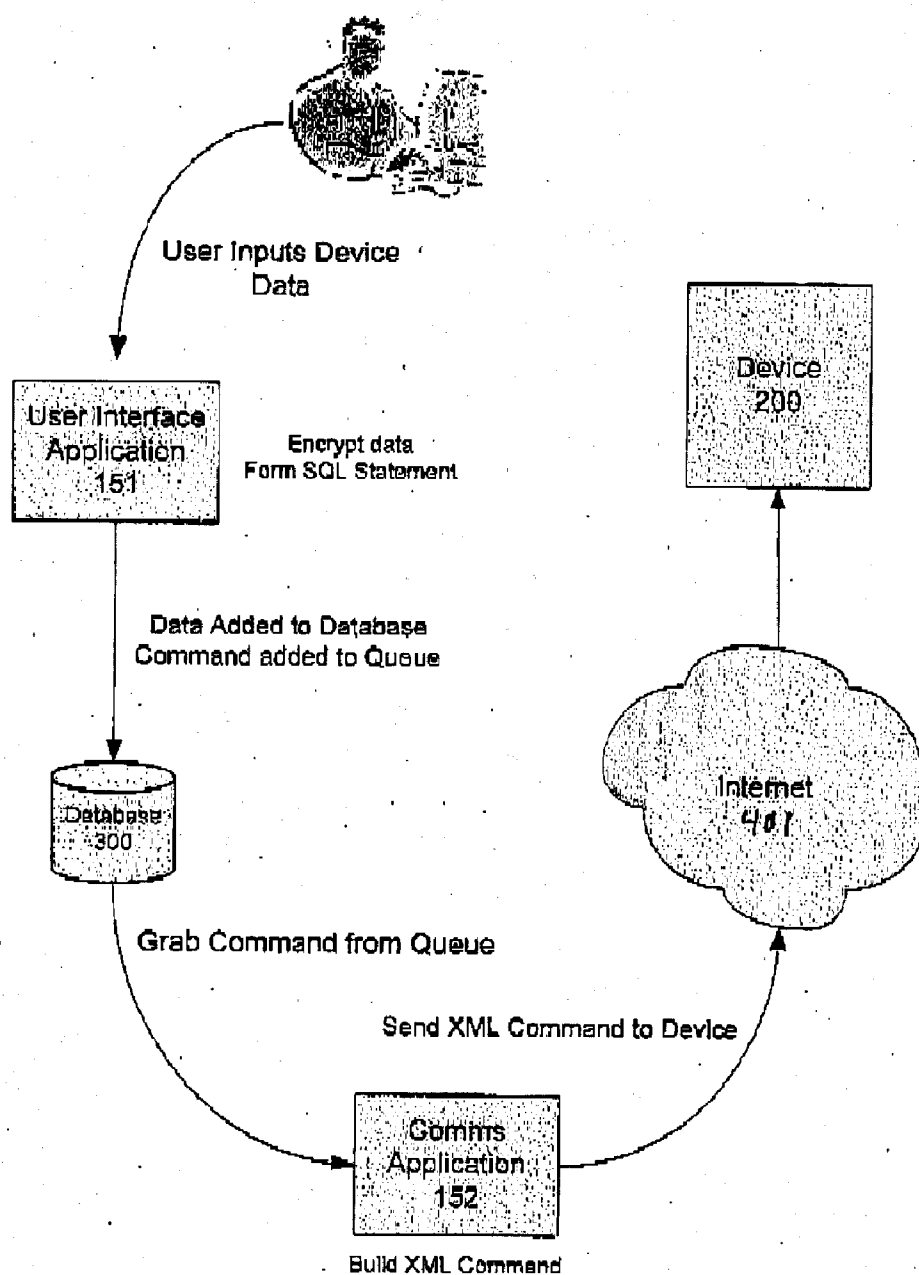 User Inputs Device
Data
User Interface
Application
151
Encrypt data
Form SQL Statement
Device
200
Data Added to Database
Command added to Queue
Database
300
Internet
401
Grab Command from Queue
Send XML Command to Device
Comms
Application
152
Build XML Command